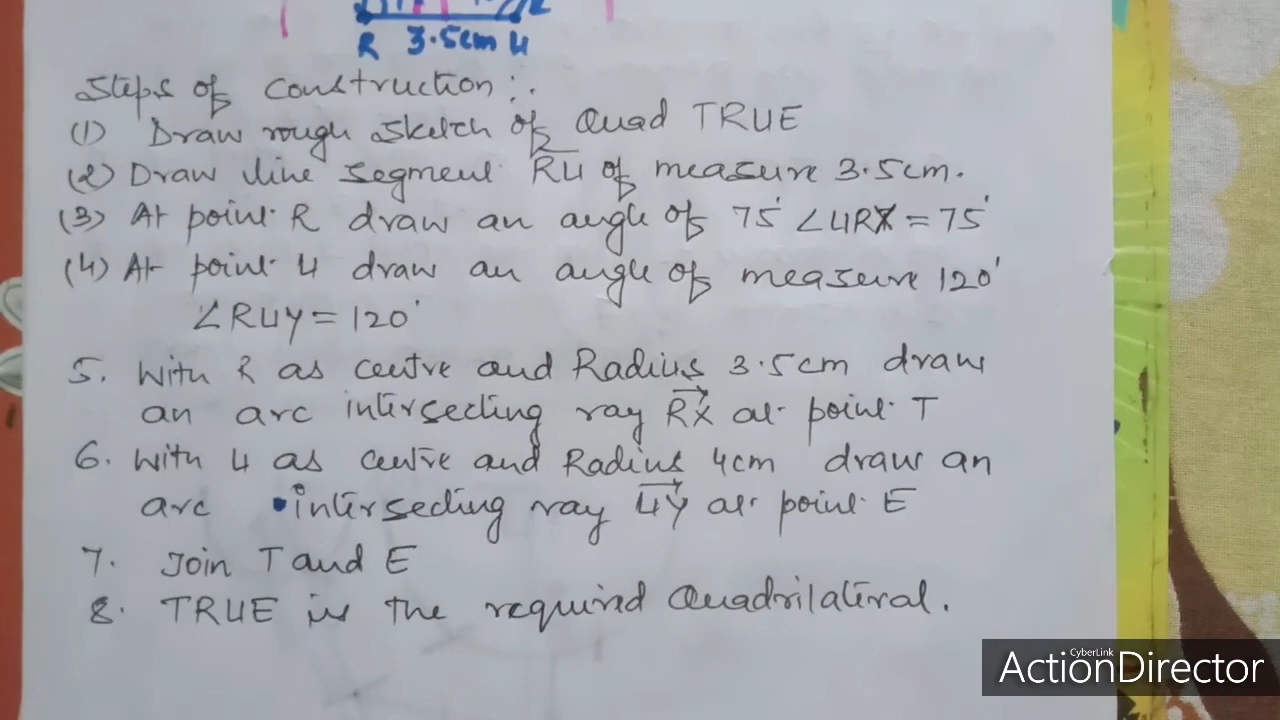 R 3.5cm U
Steps of construction :.
(1) Draw rough sketch of Quad TRUE
(2) Draw line segment RU of measure 3.5cm.
(3) At point R draw an angle of 75° ∠URX = 75°
(4) At point U draw an angle of measure 120°
∠RUY = 120°
5. With R as centre and Radius 3.5cm draw
an arc intersecting ray RX at point T
6. With U as centre and Radius 4cm draw an
arc intersecting ray UY at point E
7. Join T and E
8. TRUE is the required Quadrilateral.
CyberLink
ActionDirector